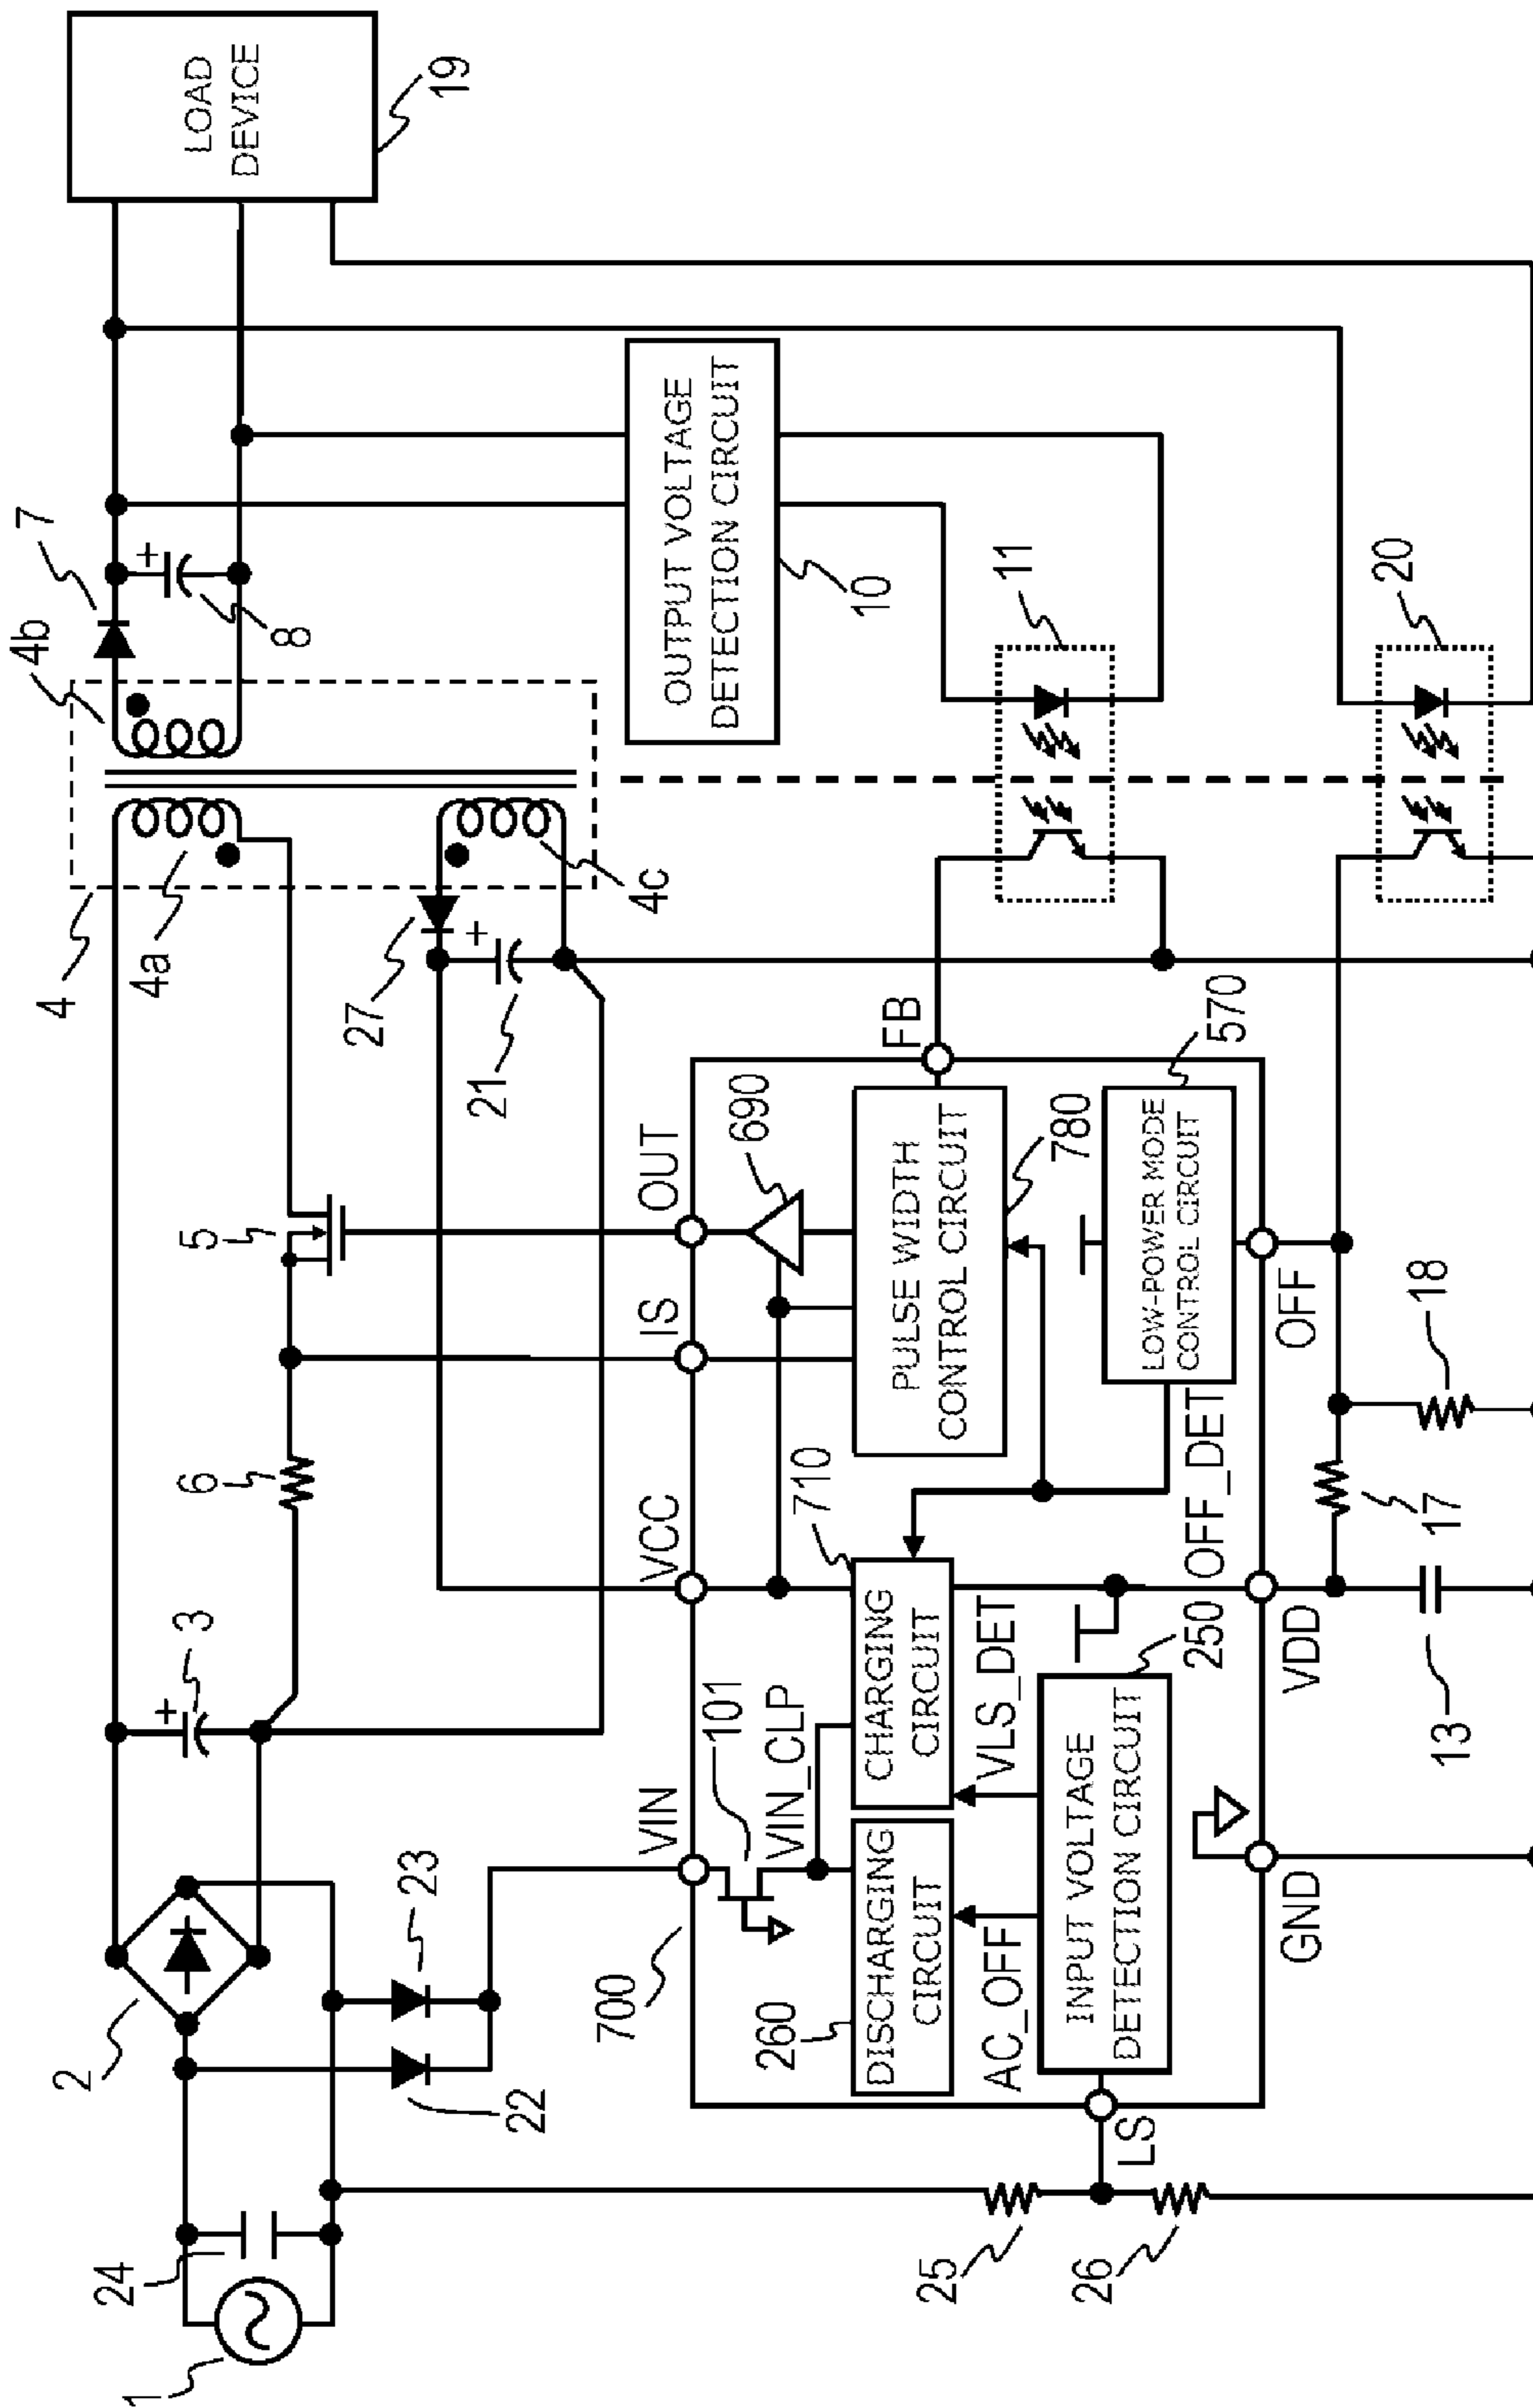 1
24
2
22
23
3
6
5
4
4a
4b
4c
7
+
8
+
+
27
21
LOAD
DEVICE
19
OUTPUT VOLTAGE
DETECTION CIRCUIT
10
11
20
700
VIN
VCC
IS
OUT
FB
101
VIN_CLP
710
690
260
DISCHARGING
CIRCUIT
CHARGING
CIRCUIT
PULSE WIDTH
CONTROL CIRCUIT
780
AC_OFF
VLS_DET
OFF_DET
INPUT VOLTAGE
DETECTION CIRCUIT
250
LOW-POWER MODE
CONTROL CIRCUIT
570
LS
GND
VDD
OFF
25
26
13
17
18